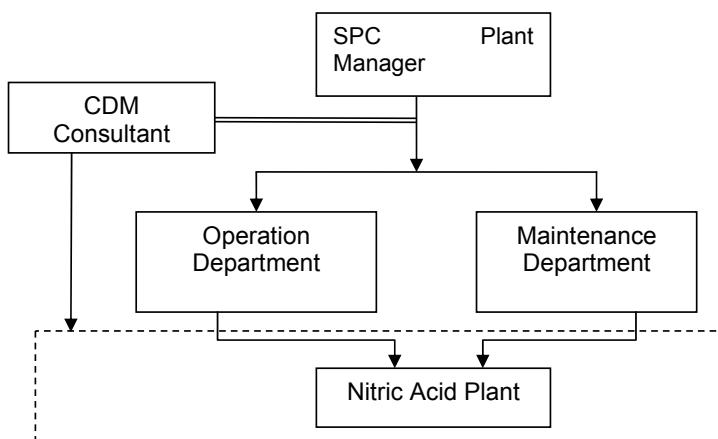 SPC Plant
Manager
CDM
Consultant
Operation
Department
Maintenance
Department
Nitric Acid Plant